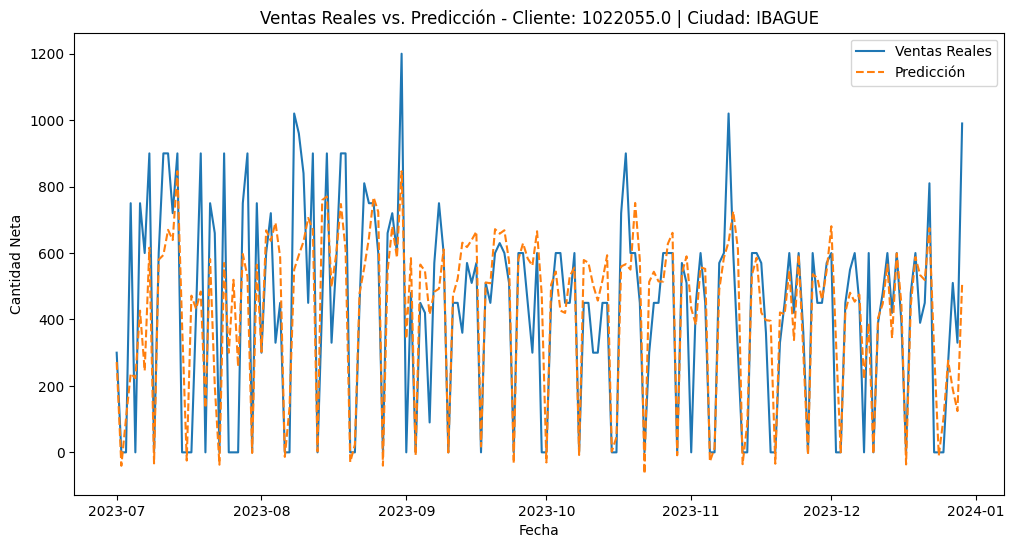 Ventas Reales vs. Predicción - Cliente: 1022055.0 | Ciudad: IBAGUE
Ventas Reales
Predicción
Cantidad Neta
1200
1000
800
600
400
200
0
2023-07
2023-08
2023-09
2023-10
2023-11
2023-12
2024-01
Fecha